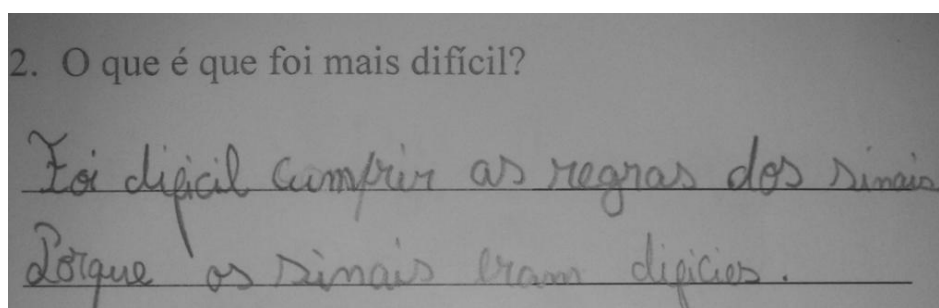 2. O que é que foi mais difícil?
Foi dificil cumprir as regras dos sinais
Porque os sinais eram dificies.